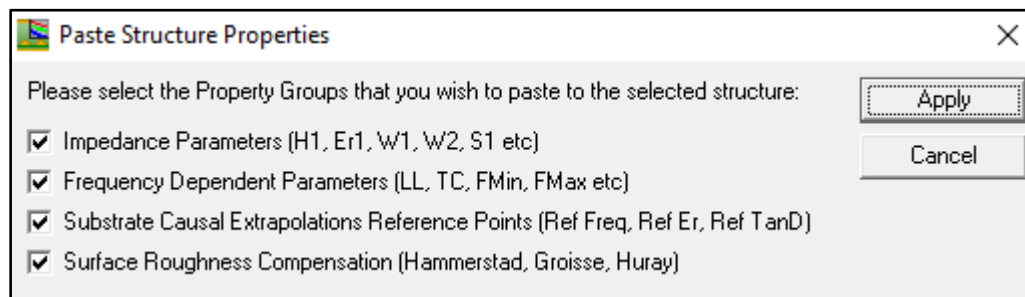 Paste Structure Properties
Please select the Property Groups that you wish to paste to the selected structure:
Apply
Impedance Parameters (H1, Er1, W1, W2, S1 etc)
Cancel
Frequency Dependent Parameters (LL, TC, FMin, FMax etc)
Substrate Causal Extrapolations Reference Points (Ref Freq, Ref Er, Ref TanD)
Surface Roughness Compensation (Hammerstad, Groisse, Huray)